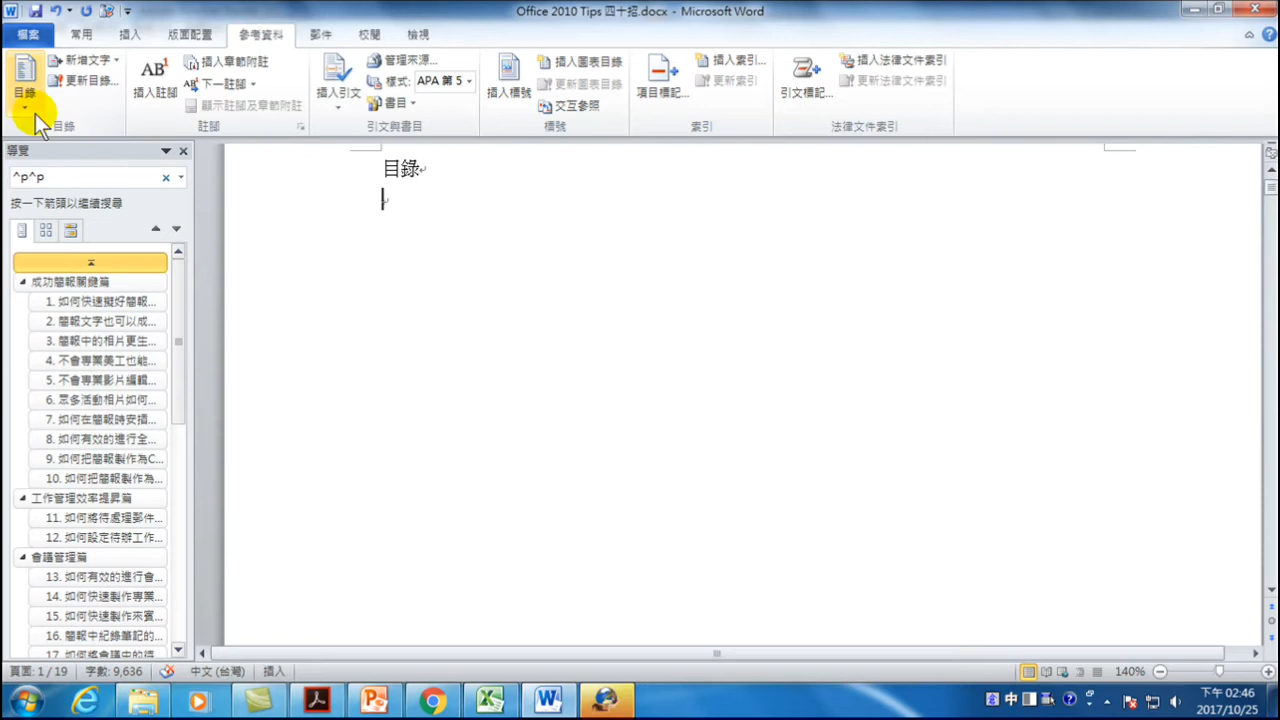 Office 2010 Tips 四十招.docx - Microsoft Word
檔案 常用 插入 版面配置 參考資料 郵件 校閱 檢視
目錄
新增文字
更新目錄...
目錄
AB1
插入註腳
插入章節附註
AB1 下一註腳
顯示註腳及章節附註
註腳
插入引文
管理來源...
樣式: APA 第 5
書目
引文與書目
插入標號
插入圖表目錄
更新圖表目錄
交互參照
標號
項目標記...
插入索引...
更新索引
索引
引文標記...
插入法律文件索引
更新法律文件索引
法律文件索引
導覽
^p^p
按一下箭頭以繼續搜尋
成功簡報關鍵篇
1. 如何快速擬好簡報...
2. 簡報文字也可以成...
3. 簡報中的相片更生...
4. 不會專業美工也能...
5. 不會專業影片編輯...
6. 眾多活動相片如何...
7. 如何在簡報時安插...
8. 如何有效的進行全...
9. 如何把簡報製作為C...
10. 如何把簡報製作為...
工作管理效率提昇篇
11. 如何將待處理郵件...
12. 如何設定待辦工作...
會議管理篇
13. 如何有效的進行會...
14. 如何快速製作專業...
15. 如何快速製作來賓...
16. 簡報中紀錄筆記的...
17. 如何將會議中的待...
目錄
頁面: 1 / 19 字數: 9,636 中文 (台灣) 插入 140%
中
下午 02:46
2017/10/25